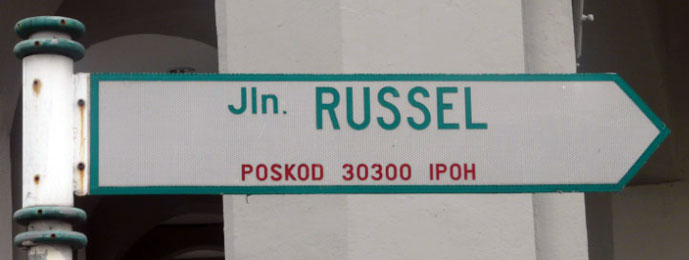 Jln. RUSSEL
POSKOD 30300 IPOH